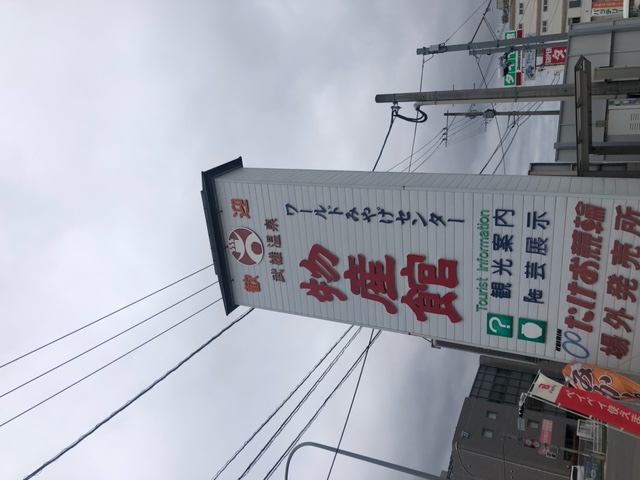 歓迎
武雄温泉
ワールドみやげセンター
物産館
Tourist Information
観光案内
陶芸展示
KEIRIN
たけお競輪
場外発売所